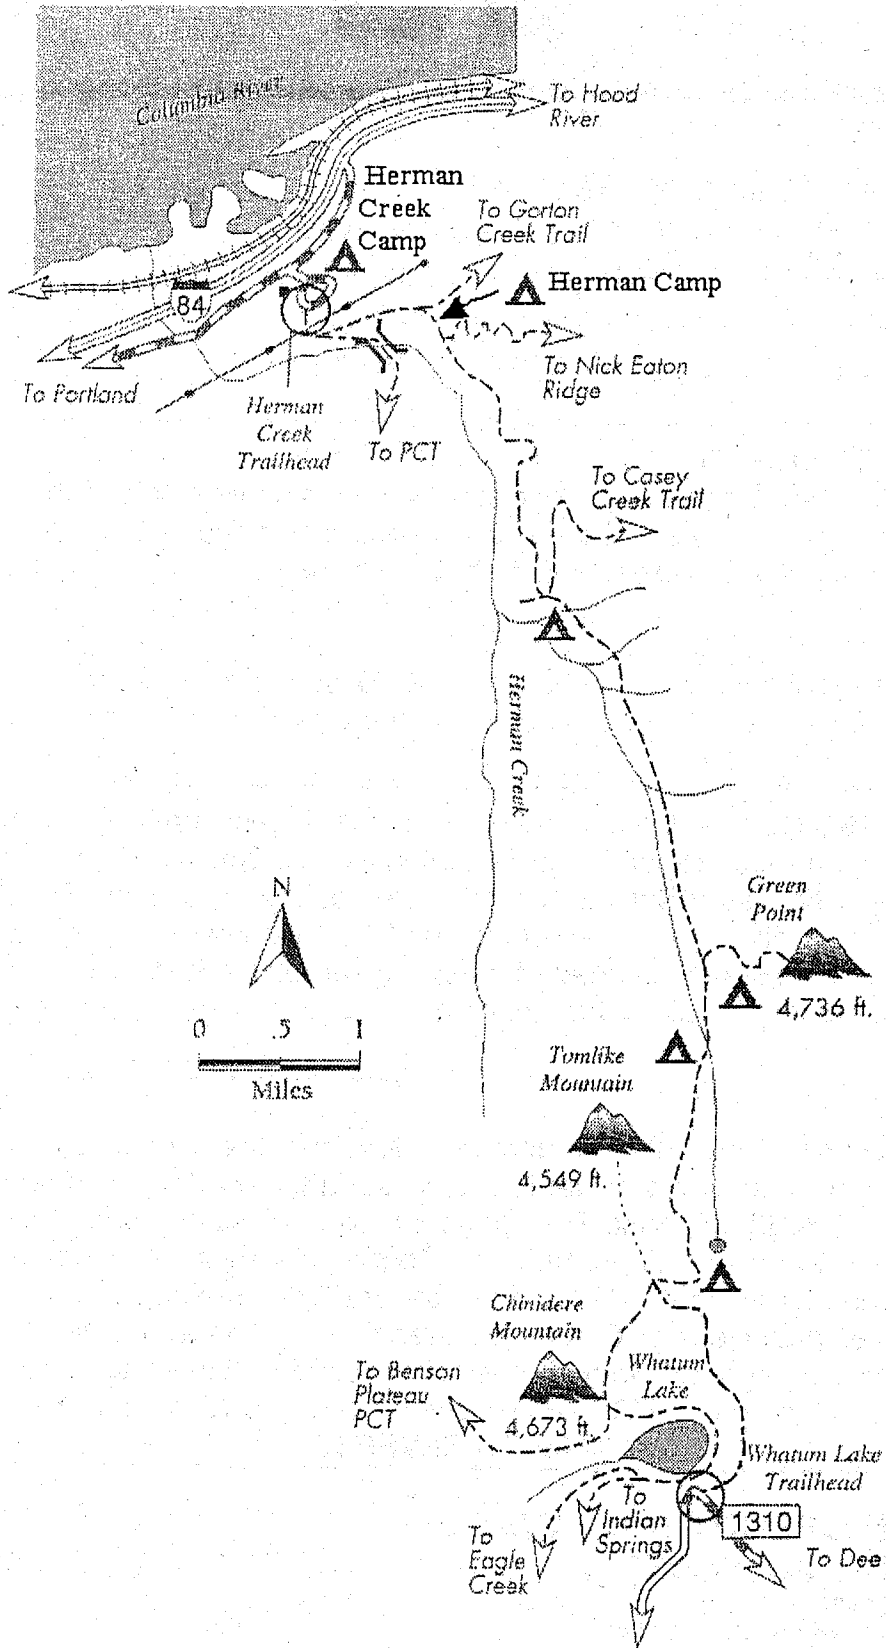 Columbia River
To Hood
River
Herman
Creek
Camp
To Gorton
Creek Trail
Herman Camp
84
To Portland
Herman
Creek
Trailhead
To PCT
To Nick Eaton
Ridge
To Casey
Creek Trail
Herman Creek
N
0 .5 1
Miles
Green
Point
4,736 ft.
Tomlike
Mountain
4,549 ft.
Chinidere
Mountain
4,673 ft.
Whatum
Lake
To Benson
Plateau
PCT
Whatum Lake
Trailhead
1310
To
Indian
Springs
To
Eagle
Creek
To Dee